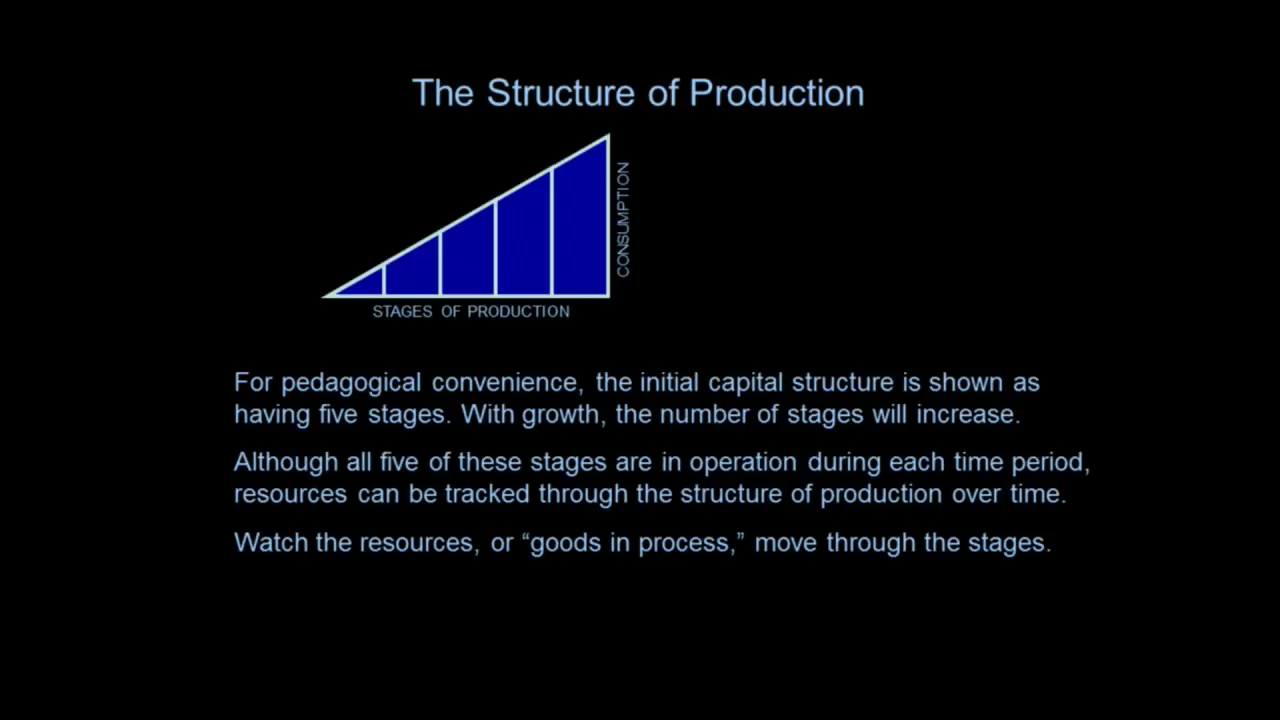 The Structure of Production
CONSUMPTION
STAGES OF PRODUCTION
For pedagogical convenience, the initial capital structure is shown as
having five stages. With growth, the number of stages will increase.
Although all five of these stages are in operation during each time period,
resources can be tracked through the structure of production over time.
Watch the resources, or “goods in process,” move through the stages.